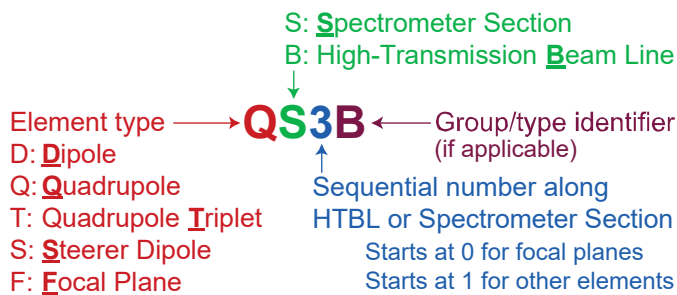 S: Spectrometer Section
B: High-Transmission Beam Line
Element type
QS3B
Group/type identifier
(if applicable)
D: Dipole
Q: Quadrupole
T: Quadrupole Triplet
S: Steerer Dipole
F: Focal Plane
Sequential number along
HTBL or Spectrometer Section
Starts at 0 for focal planes
Starts at 1 for other elements